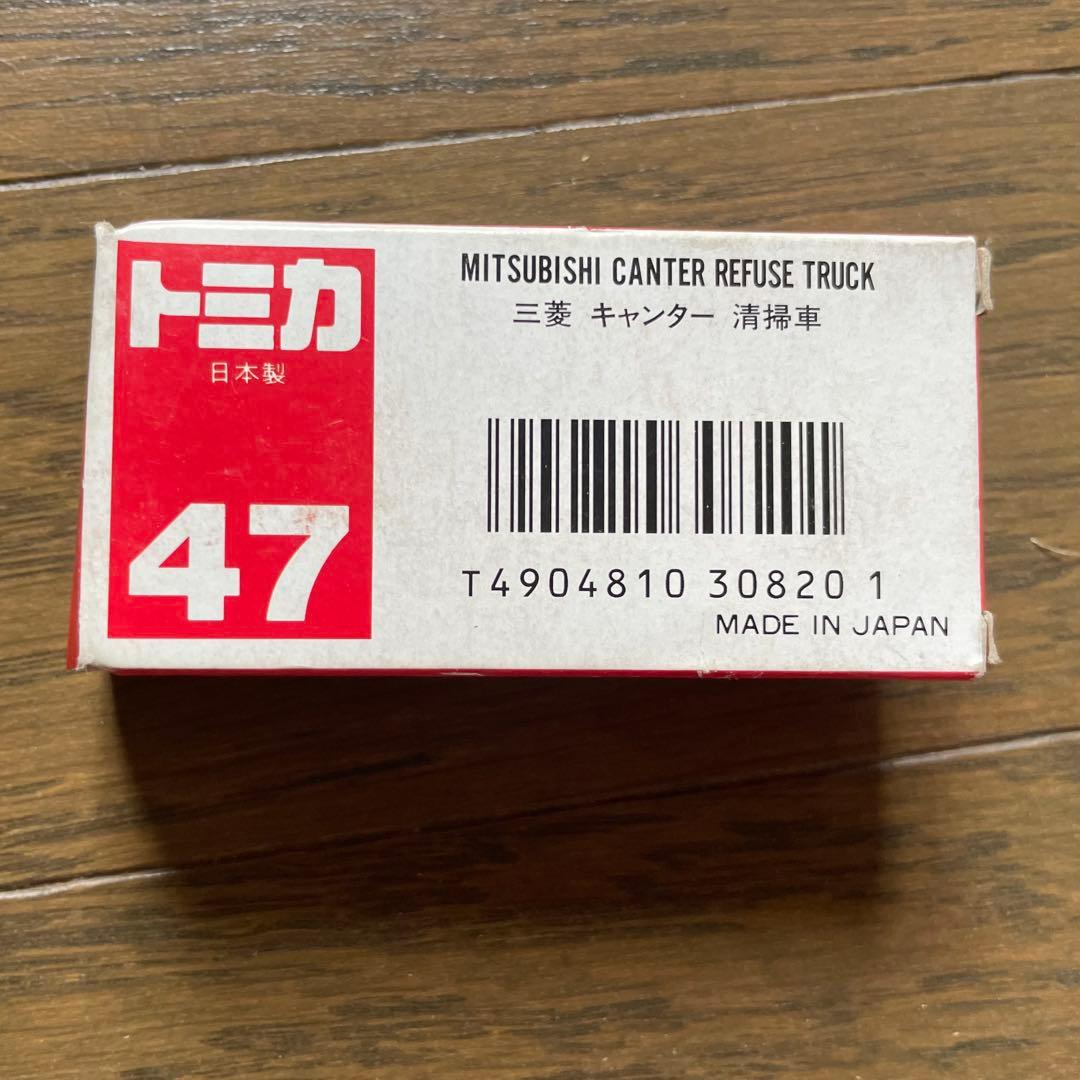 トミカ
日本製
47
MITSUBISHI CANTER REFUSE TRUCK
三菱 キャンター 清掃車
T4904810 30820 1
MADE IN JAPAN